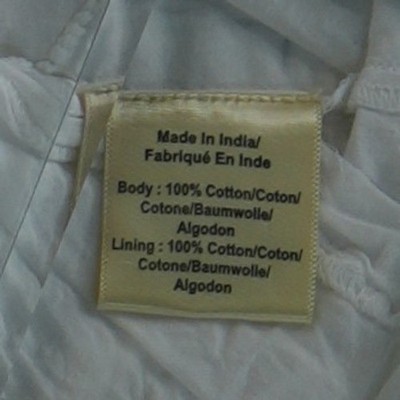 Made In India/
Fabriqué En Inde
Body : 100% Cotton/Coton/
Cotone/Baumwolle/
Algodon
Lining : 100% Cotton/Coton/
Cotone/Baumwolle/
Algodon